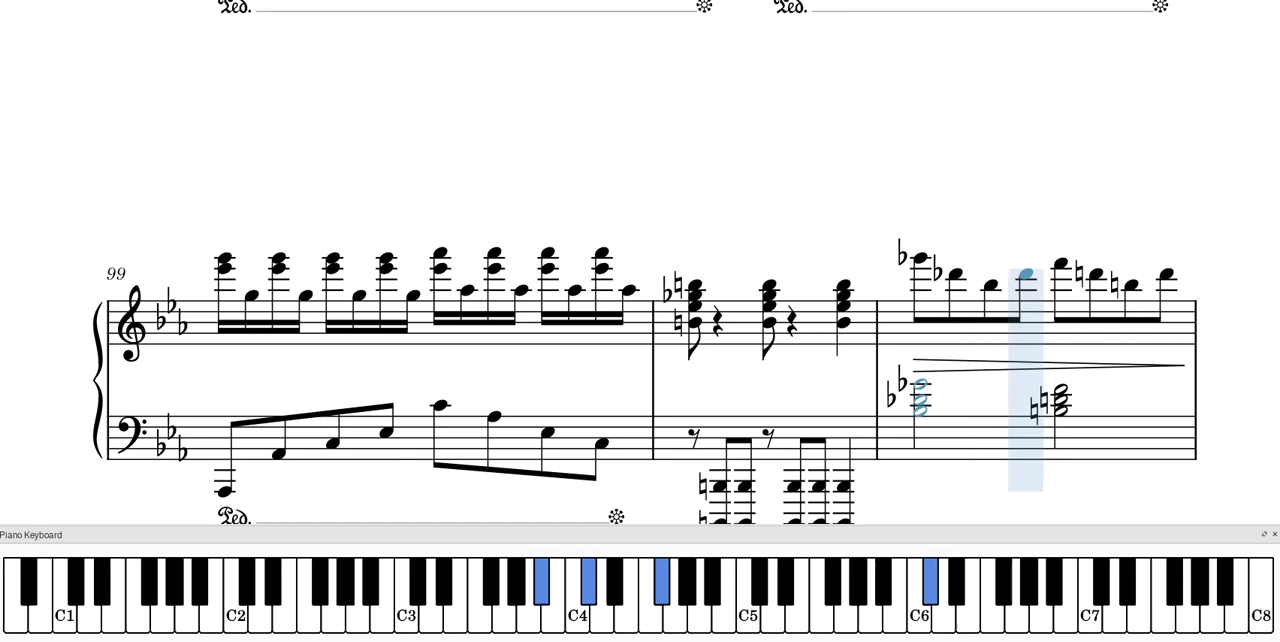 Ped. Ped.
99
Ped.
Piano Keyboard
C1 C2 C3 C4 C5 C6 C7 C8